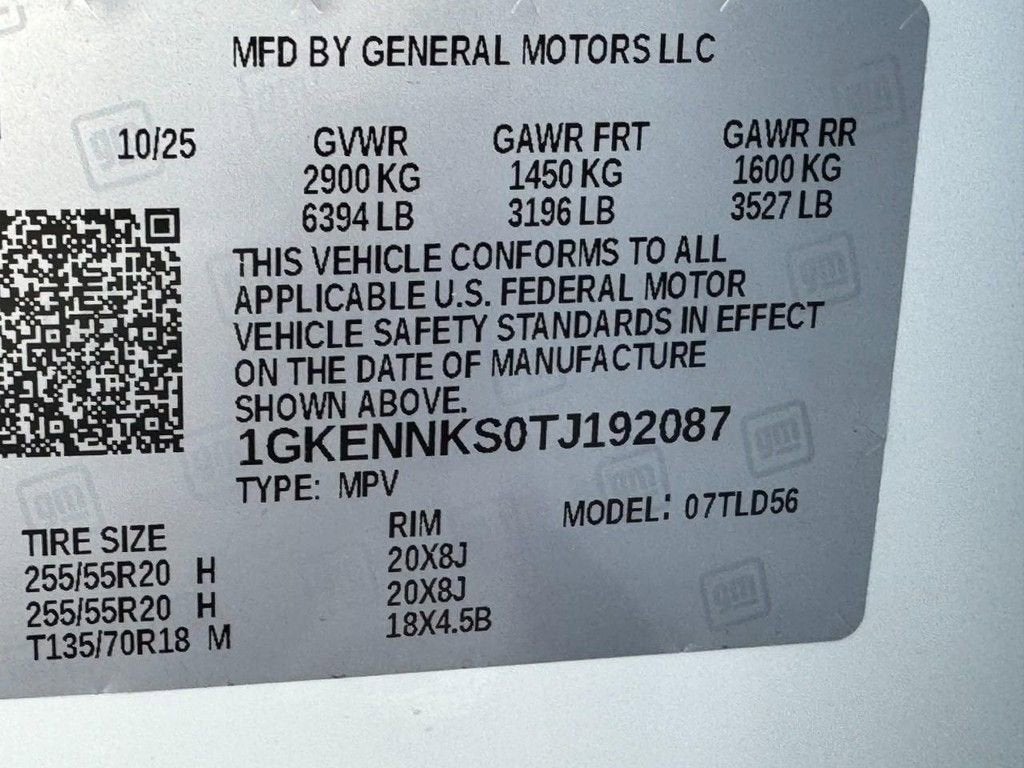 MFD BY GENERAL MOTORS LLC
10/25 GVWR GAWR FRT GAWR RR
2900 KG 1450 KG 1600 KG
6394 LB 3196 LB 3527 LB
THIS VEHICLE CONFORMS TO ALL
APPLICABLE U.S. FEDERAL MOTOR
VEHICLE SAFETY STANDARDS IN EFFECT
ON THE DATE OF MANUFACTURE
SHOWN ABOVE.
1GKENNKS0TJ192087
TYPE: MPV MODEL: 07TLD56
TIRE SIZE RIM
255/55R20 H 20X8J
255/55R20 H 20X8J
T135/70R18 M 18X4.5B